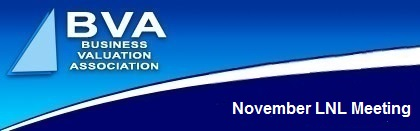 BVA
BUSINESS
VALUATION
ASSOCIATION
November LNL Meeting